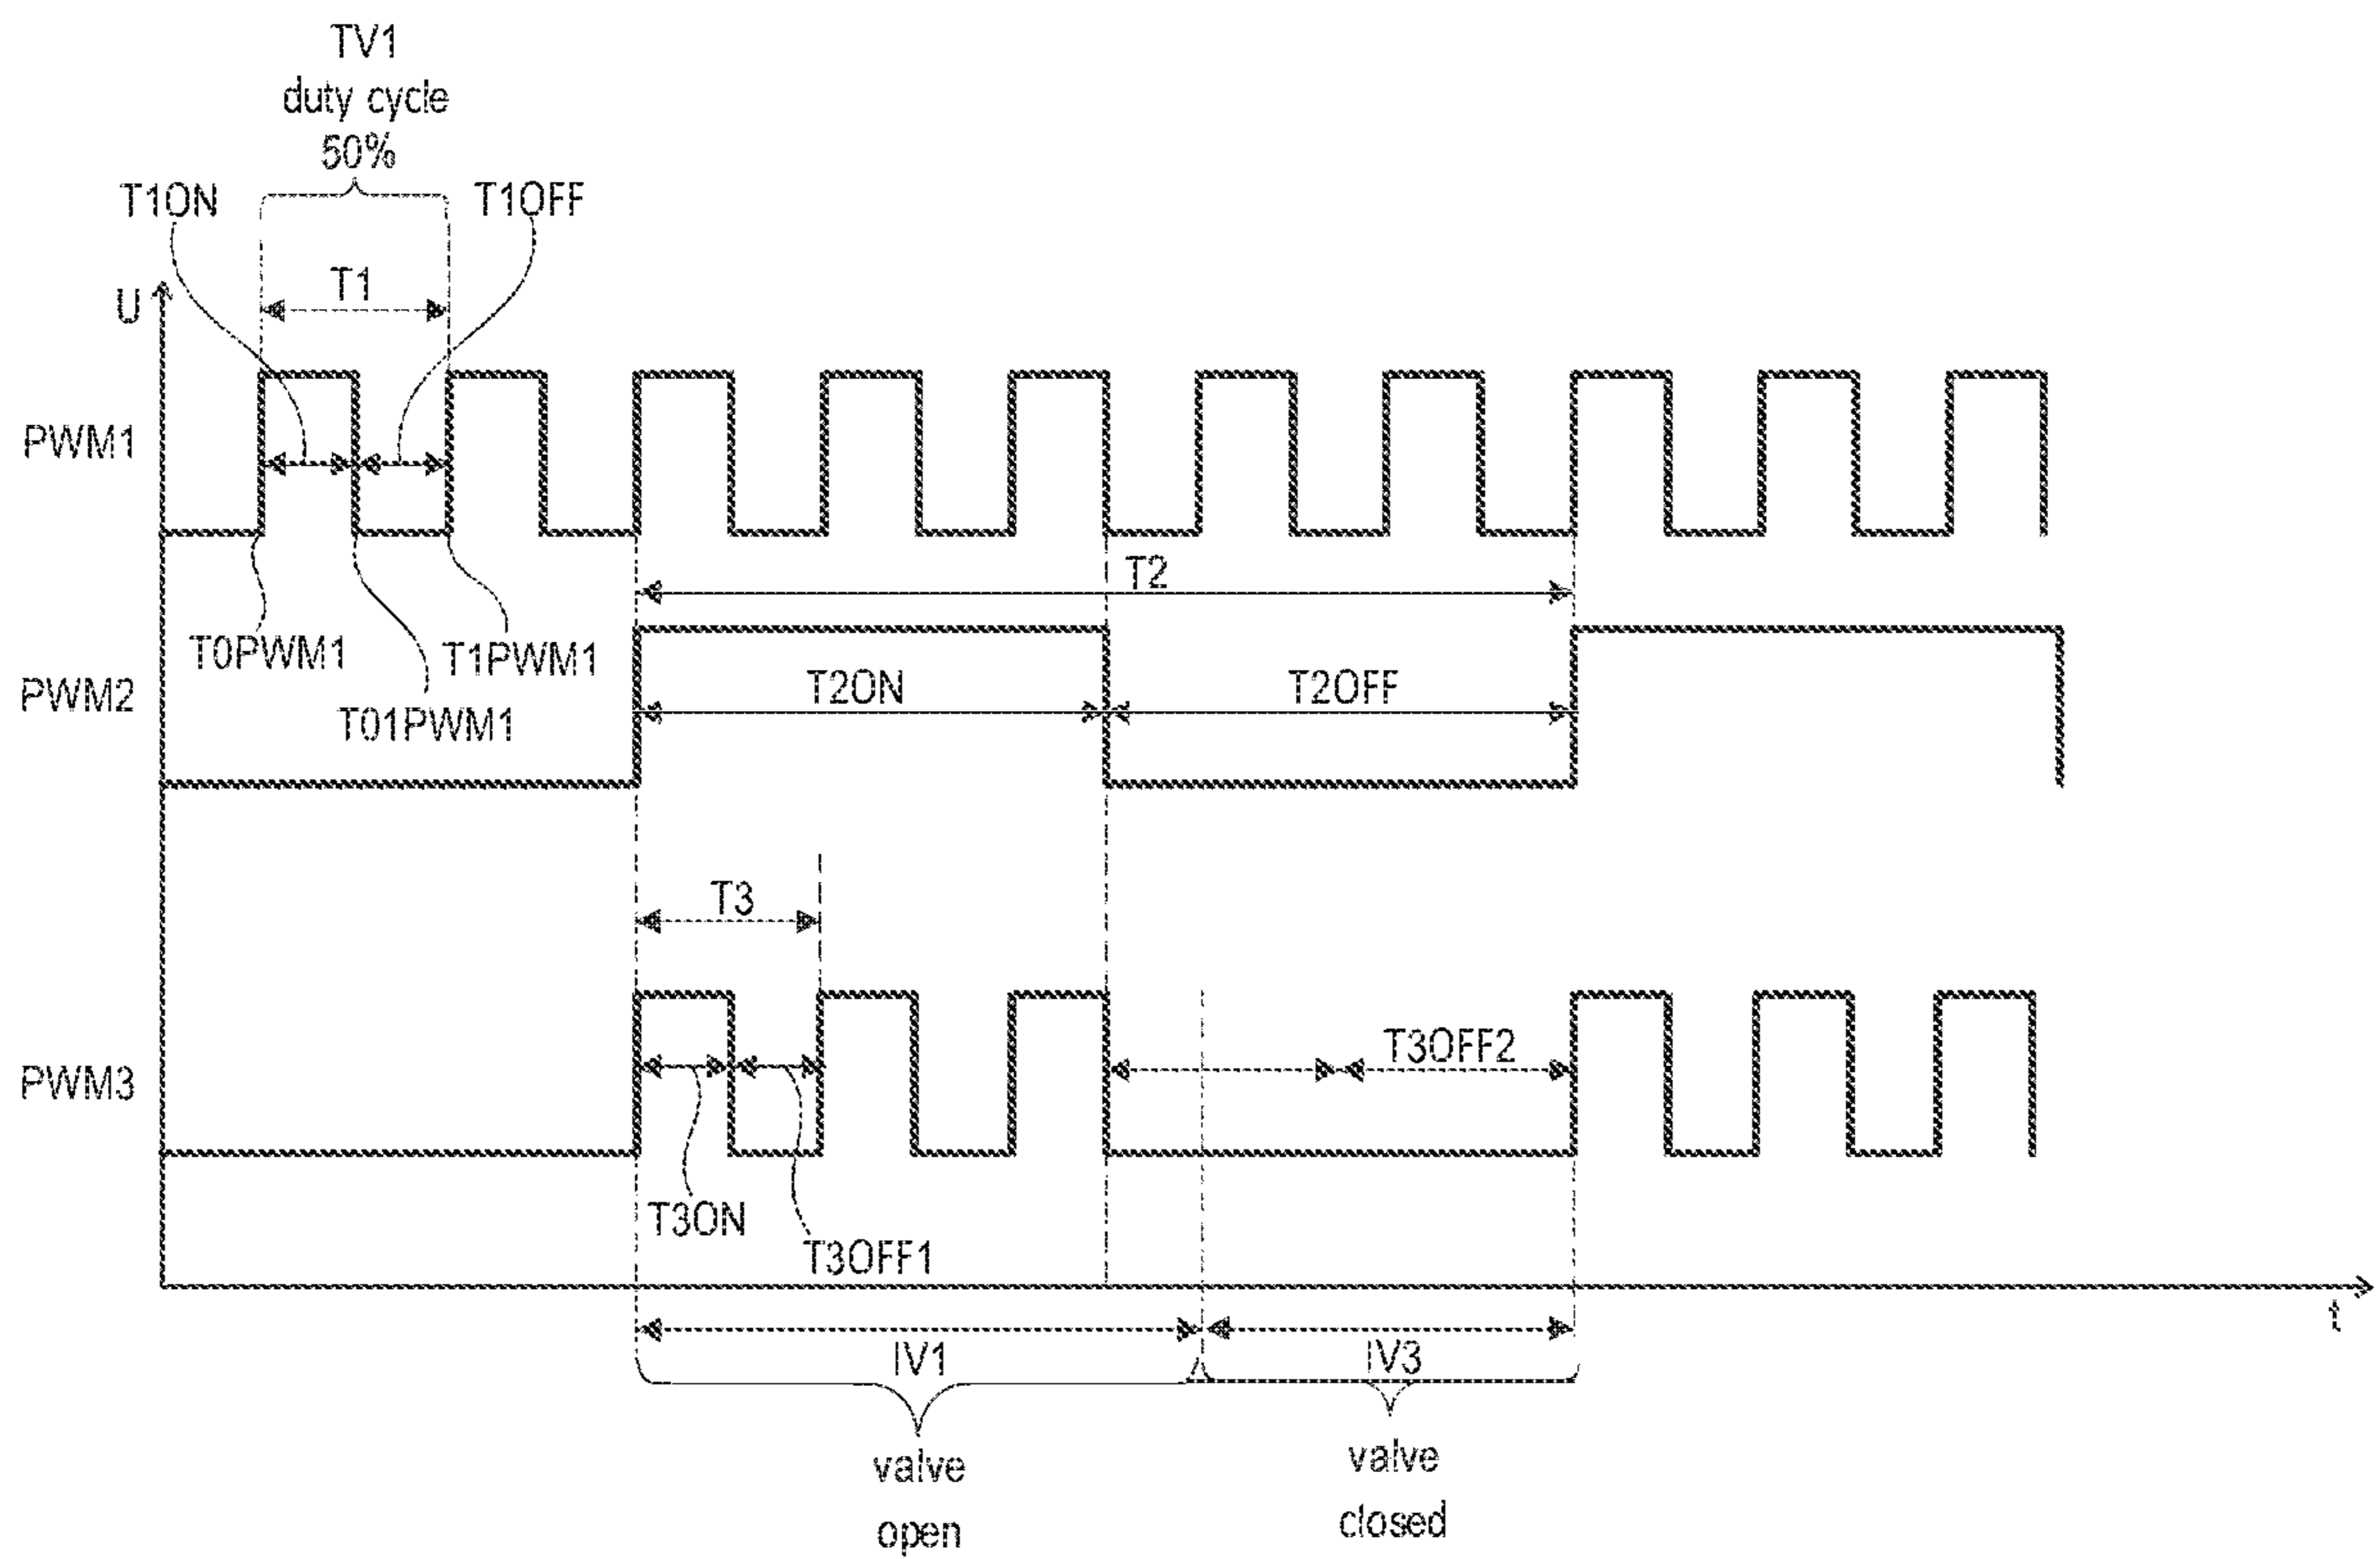 TV1
duty cycle
50%
T1ON
T1OFF
T1
U
PWM1
T2
T0PWM1
T1PWM1
T01PWM1
PWM2
T2ON
T2OFF
T3
PWM3
T3OFF2
T3ON
T3OFF1
t
IV1
IV3
valve
open
valve
closed